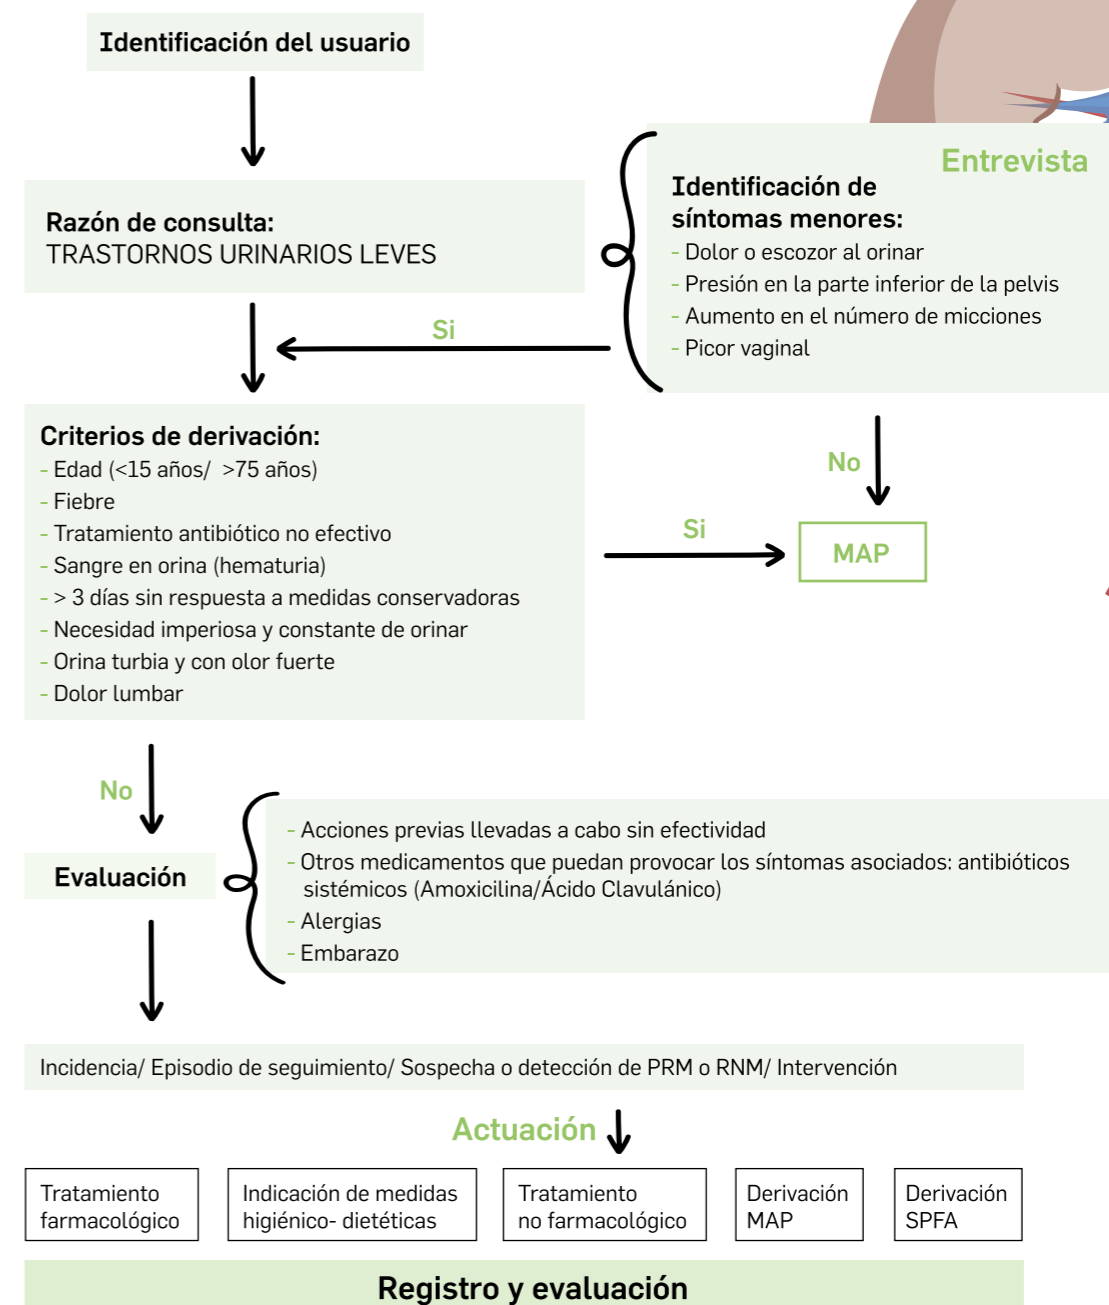 Identificación del usuario
Razón de consulta:
TRASTORNOS URINARIOS LEVES
Entrevista
Identificación de
síntomas menores:
- Dolor o escozor al orinar
- Presión en la parte inferior de la pelvis
- Aumento en el número de micciones
- Picor vaginal
Si
No
Criterios de derivación:
- Edad (<15 años/ >75 años)
- Fiebre
- Tratamiento antibiótico no efectivo
- Sangre en orina (hematuria)
- > 3 días sin respuesta a medidas conservadoras
- Necesidad imperiosa y constante de orinar
- Orina turbia y con olor fuerte
- Dolor lumbar
Si
MAP
No
Evaluación
- Acciones previas llevadas a cabo sin efectividad
- Otros medicamentos que puedan provocar los síntomas asociados: antibióticos
sistémicos (Amoxicilina/Ácido Clavulánico)
- Alergias
- Embarazo
Incidencia/ Episodio de seguimiento/ Sospecha o detección de PRM o RNM/ Intervención
Actuación
Tratamiento
farmacológico
Indicación de medidas
higiénico- dietéticas
Tratamiento
no farmacológico
Derivación
MAP
Derivación
SPFA
Registro y evaluación